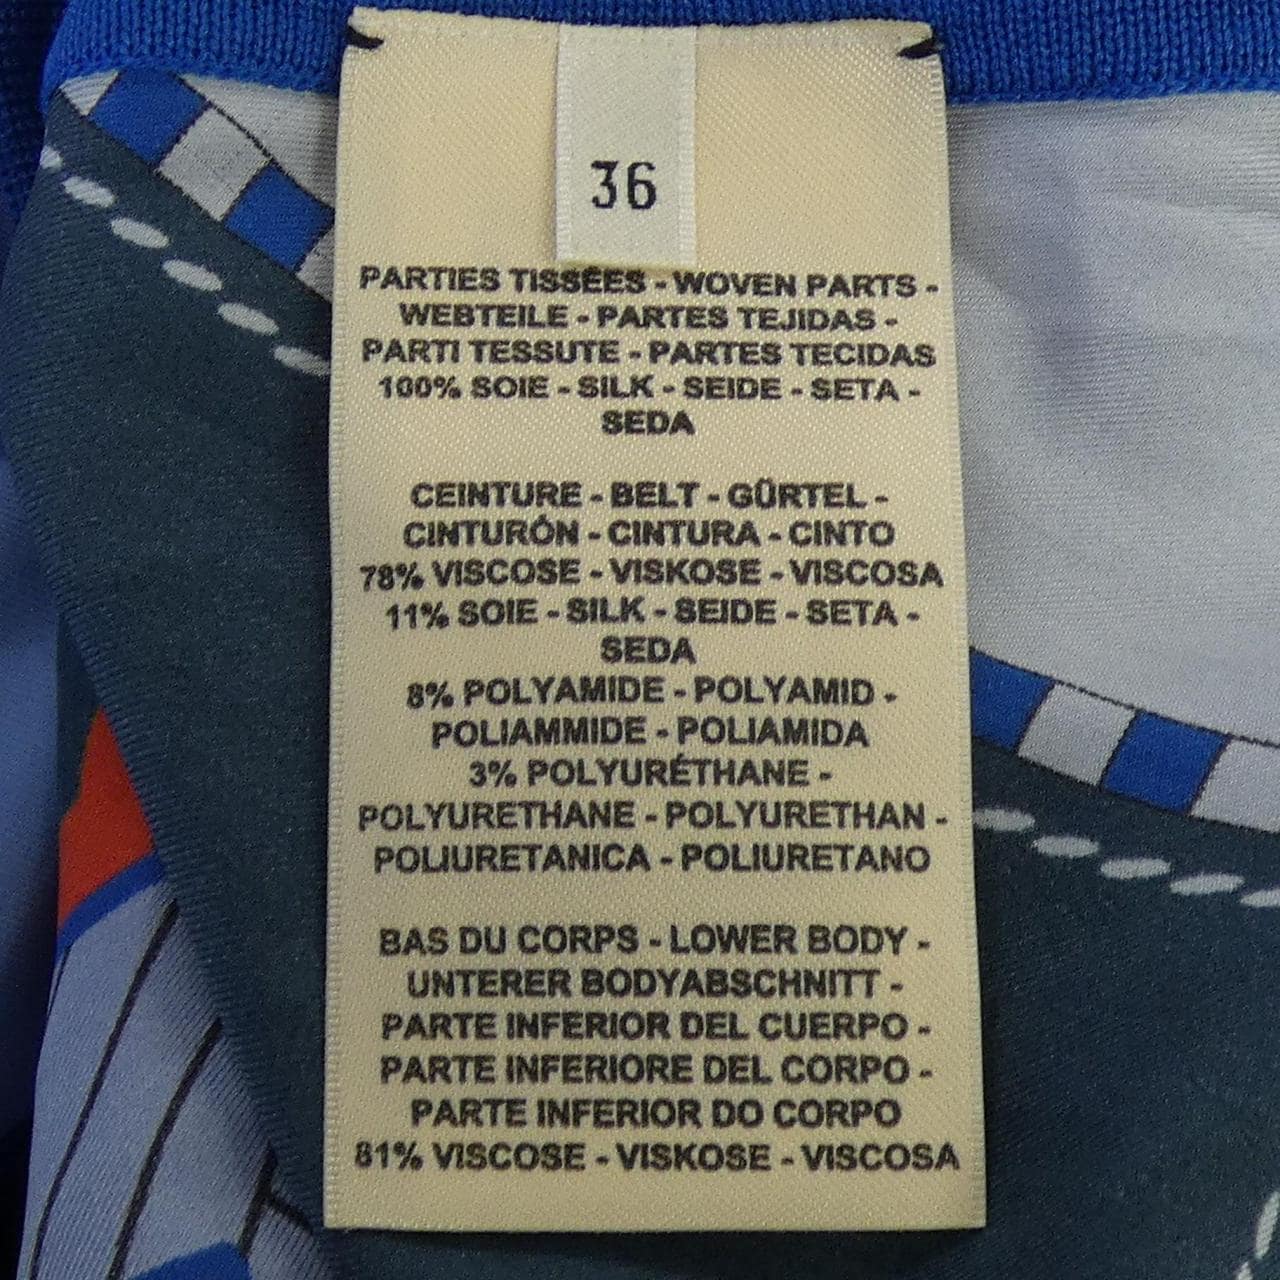 36
PARTIES TISSÉES - WOVEN PARTS -
WEBTEILE - PARTES TEJIDAS -
PARTI TESSUTE - PARTES TECIDAS
100% SOIE - SILK - SEIDE - SETA -
SEDA
CEINTURE - BELT - GÜRTEL -
CINTURÓN - CINTURA - CINTO
78% VISCOSE - VISKOSE - VISCOSA
11% SOIE - SILK - SEIDE - SETA -
SEDA
8% POLYAMIDE - POLYAMID -
POLIAMMIDE - POLIAMIDA
3% POLYURÉTHANE -
POLYURETHANE - POLYURETHAN -
POLIURETANICA - POLIURETANO
BAS DU CORPS - LOWER BODY -
UNTERER BODYABSCHNITT -
PARTE INFERIOR DEL CUERPO -
PARTE INFERIORE DEL CORPO -
PARTE INFERIOR DO CORPO
81% VISCOSE - VISKOSE - VISCOSA